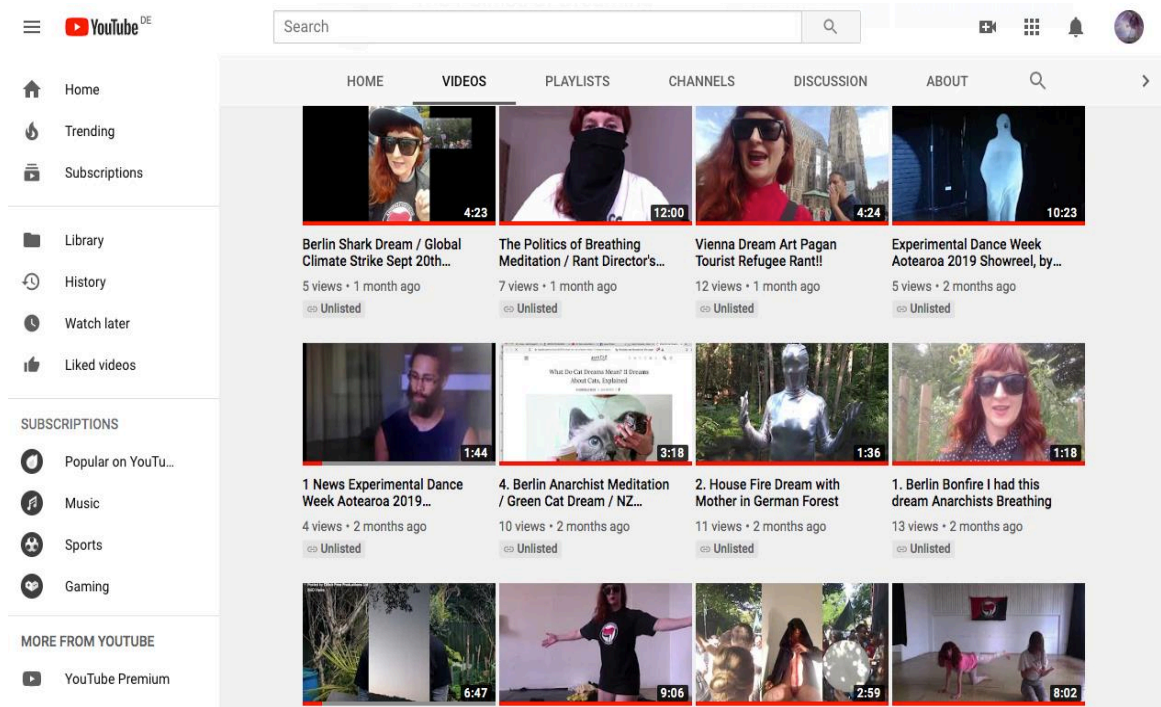 YouTube DE
Search
Home
Trending
Subscriptions
Library
History
Watch later
Liked videos
SUBSCRIPTIONS
Popular on YouTu...
Music
Sports
Gaming
MORE FROM YOUTUBE
YouTube Premium
HOME VIDEOS PLAYLISTS CHANNELS DISCUSSION ABOUT
4:23
Berlin Shark Dream / Global
Climate Strike Sept 20th...
5 views • 1 month ago
Unlisted
12:00
The Politics of Breathing
Meditation / Rant Director's...
7 views • 1 month ago
Unlisted
4:24
Vienna Dream Art Pagan
Tourist Refugee Rant!!
12 views • 1 month ago
Unlisted
10:23
Experimental Dance Week
Aotearoa 2019 Showreel, by...
5 views • 2 months ago
Unlisted
1:44
1 News Experimental Dance
Week Aotearoa 2019...
4 views • 2 months ago
Unlisted
What Do Cat Dreams Mean? 11 Dreams
About Cats, Explained
3:18
4. Berlin Anarchist Meditation
/ Green Cat Dream / NZ...
10 views • 2 months ago
Unlisted
1:36
2. House Fire Dream with
Mother in German Forest
11 views • 2 months ago
Unlisted
1:18
1. Berlin Bonfire I had this
dream Anarchists Breathing
13 views • 2 months ago
Unlisted
6:47
9:06
2:59
8:02